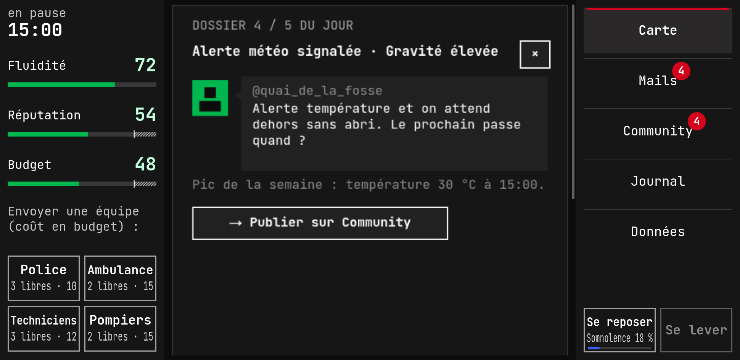 en pause
15:00
Fluidité 72
Réputation 54
Budget 48
Envoyer une équipe
(coût en budget) :
Police
3 libres · 10
Ambulance
2 libres · 15
Techniciens
3 libres · 12
Pompiers
2 libres · 15
DOSSIER 4 / 5 DU JOUR
Alerte météo signalée · Gravité élevée
×
@quai_de_la_fosse
Alerte température et on attend
dehors sans abri. Le prochain passe
quand ?
Pic de la semaine : température 30 °C à 15:00.
→ Publier sur Community
Carte
Mails 4
Community 4
Journal
Données
Se reposer
Somnolence 18 %
Se lever